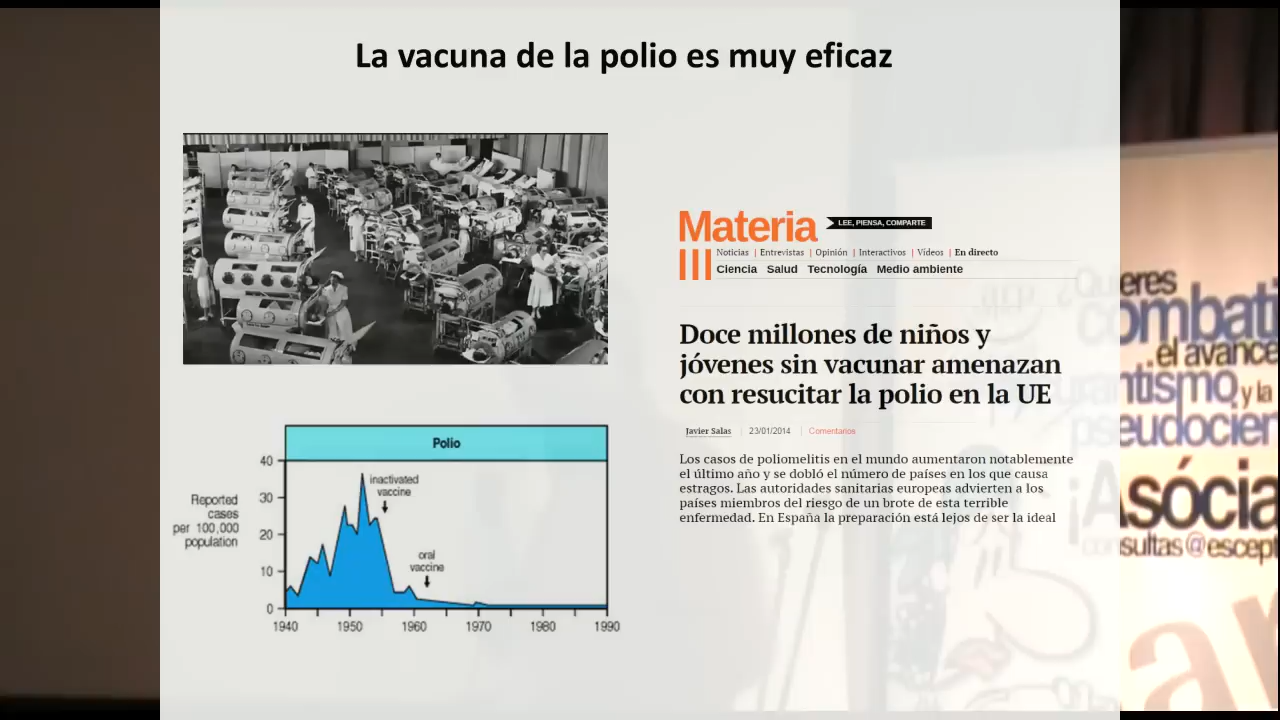 La vacuna de la polio es muy eficaz
Materia
LEE, PIENSA, COMPARTE
Noticias | Entrevistas | Opinión | Interactivos | Vídeos | En directo
Ciencia Salud Tecnología Medio ambiente
Doce millones de niños y
jóvenes sin vacunar amenazan
con resucitar la polio en la UE
Javier Salas | 23/01/2014 | Comentarios
Los casos de poliomelitis en el mundo aumentaron notablemente
el último año y se dobló el número de países en los que causa
estragos. Las autoridades sanitarias europeas advierten a los
países miembros del riesgo de un brote de esta terrible
enfermedad. En España la preparación está lejos de ser la ideal
Polio
Reported
cases
per 100,000
population
40
30
20
10
0
inactivated
vaccine
oral
vaccine
1940 1950 1960 1970 1980 1990
el avance
y la
¡Asócia